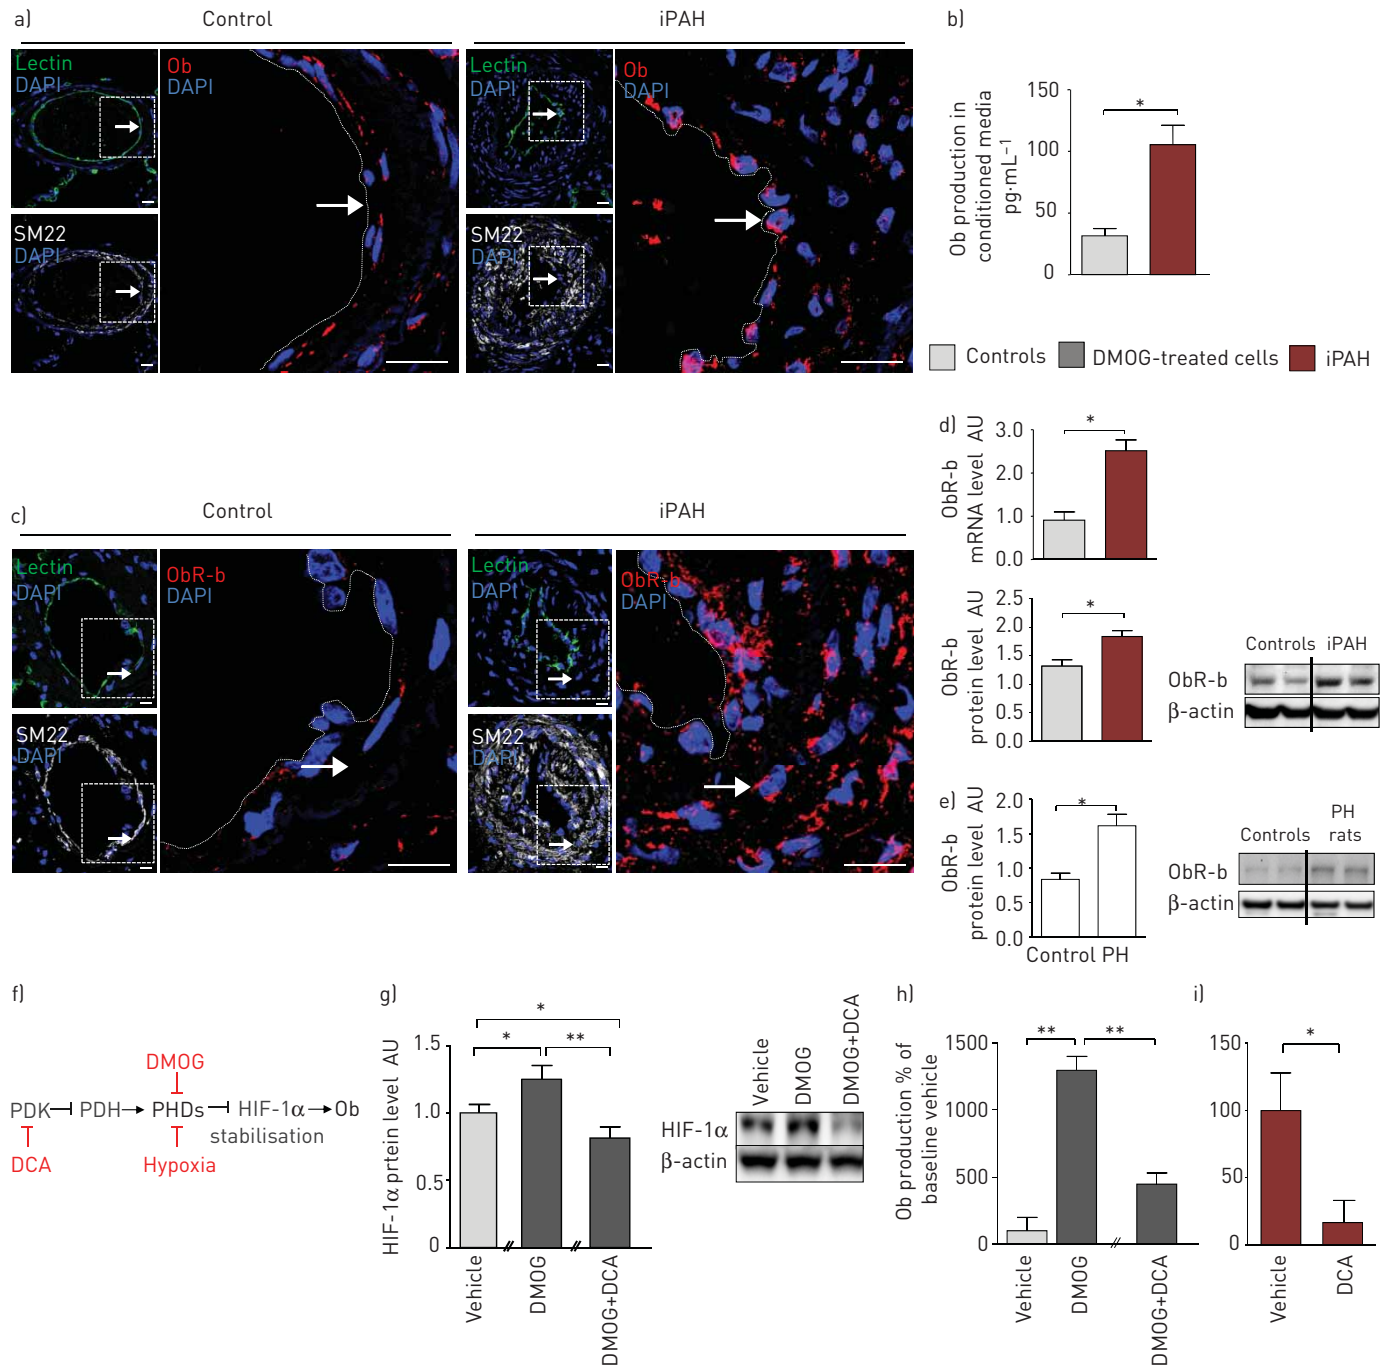 a)
Control
iPAH
Lectin
DAPI
Ob
DAPI
SM22
DAPI
Lectin
DAPI
Ob
DAPI
SM22
DAPI
b)
Ob production in
conditioned media
pg·mL⁻¹
150
100
50
0
*
Controls
DMOG-treated cells
iPAH
c)
Control
iPAH
Lectin
DAPI
ObR-b
DAPI
SM22
DAPI
Lectin
DAPI
ObR-b
DAPI
SM22
DAPI
d)
ObR-b
mRNA level AU
3.0
2.0
1.0
0.0
*
ObR-b
protein level AU
2.5
2.0
1.5
1.0
0.5
0.0
*
Controls iPAH
ObR-b
β-actin
e)
ObR-b
protein level AU
2.0
1.5
1.0
0.5
0.0
*
Control PH
Controls
PH
rats
ObR-b
β-actin
f)
DMOG
PDK
PDH
PHDs
HIF-1α
Ob
stabilisation
DCA
Hypoxia
g)
HIF-1α prtein level AU
1.5
1.0
0.5
0
*
*
**
Vehicle
DMOG
DMOG+DCA
Vehicle
DMOG
DMOG+DCA
HIF-1α
β-actin
h)
Ob production % of
baseline vehicle
1500
1000
500
0
**
**
Vehicle
DMOG
DMOG+DCA
i)
150
100
50
0
*
Vehicle
DCA